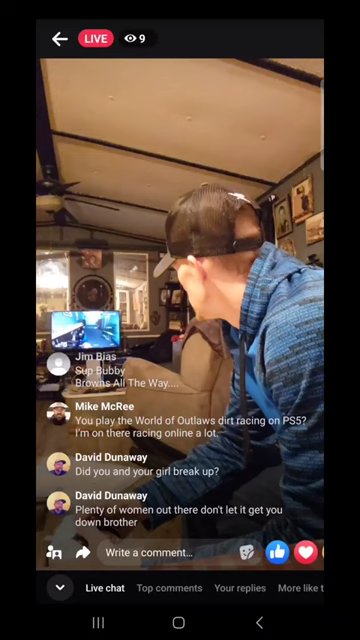 LIVE
9
Jim Bias
Sup Bubby
Browns All The Way....
Mike McRee
You play the World of Outlaws dirt racing on PS5?
I'm on there racing online a lot.
David Dunaway
Did you and your girl break up?
David Dunaway
Plenty of women out there don't let it get you
down brother
Write a comment...
Live chat
Top comments
Your replies
More like t